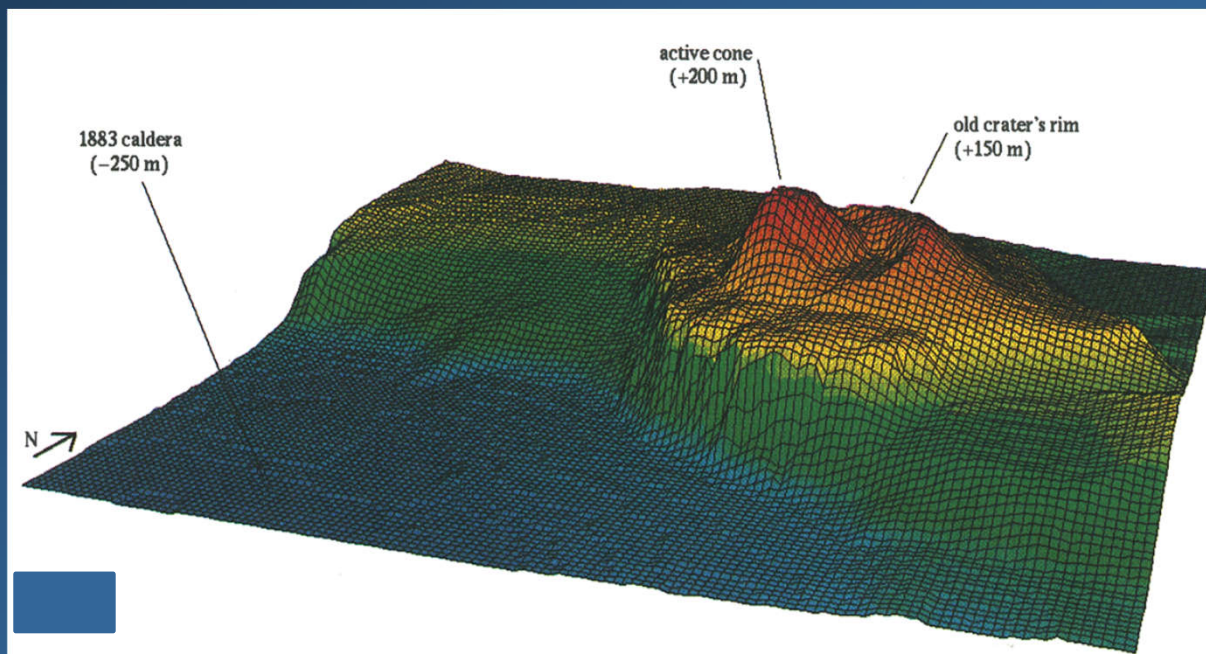 active cone
(+200 m)
old crater's rim
(+150 m)
1883 caldera
(−250 m)
N